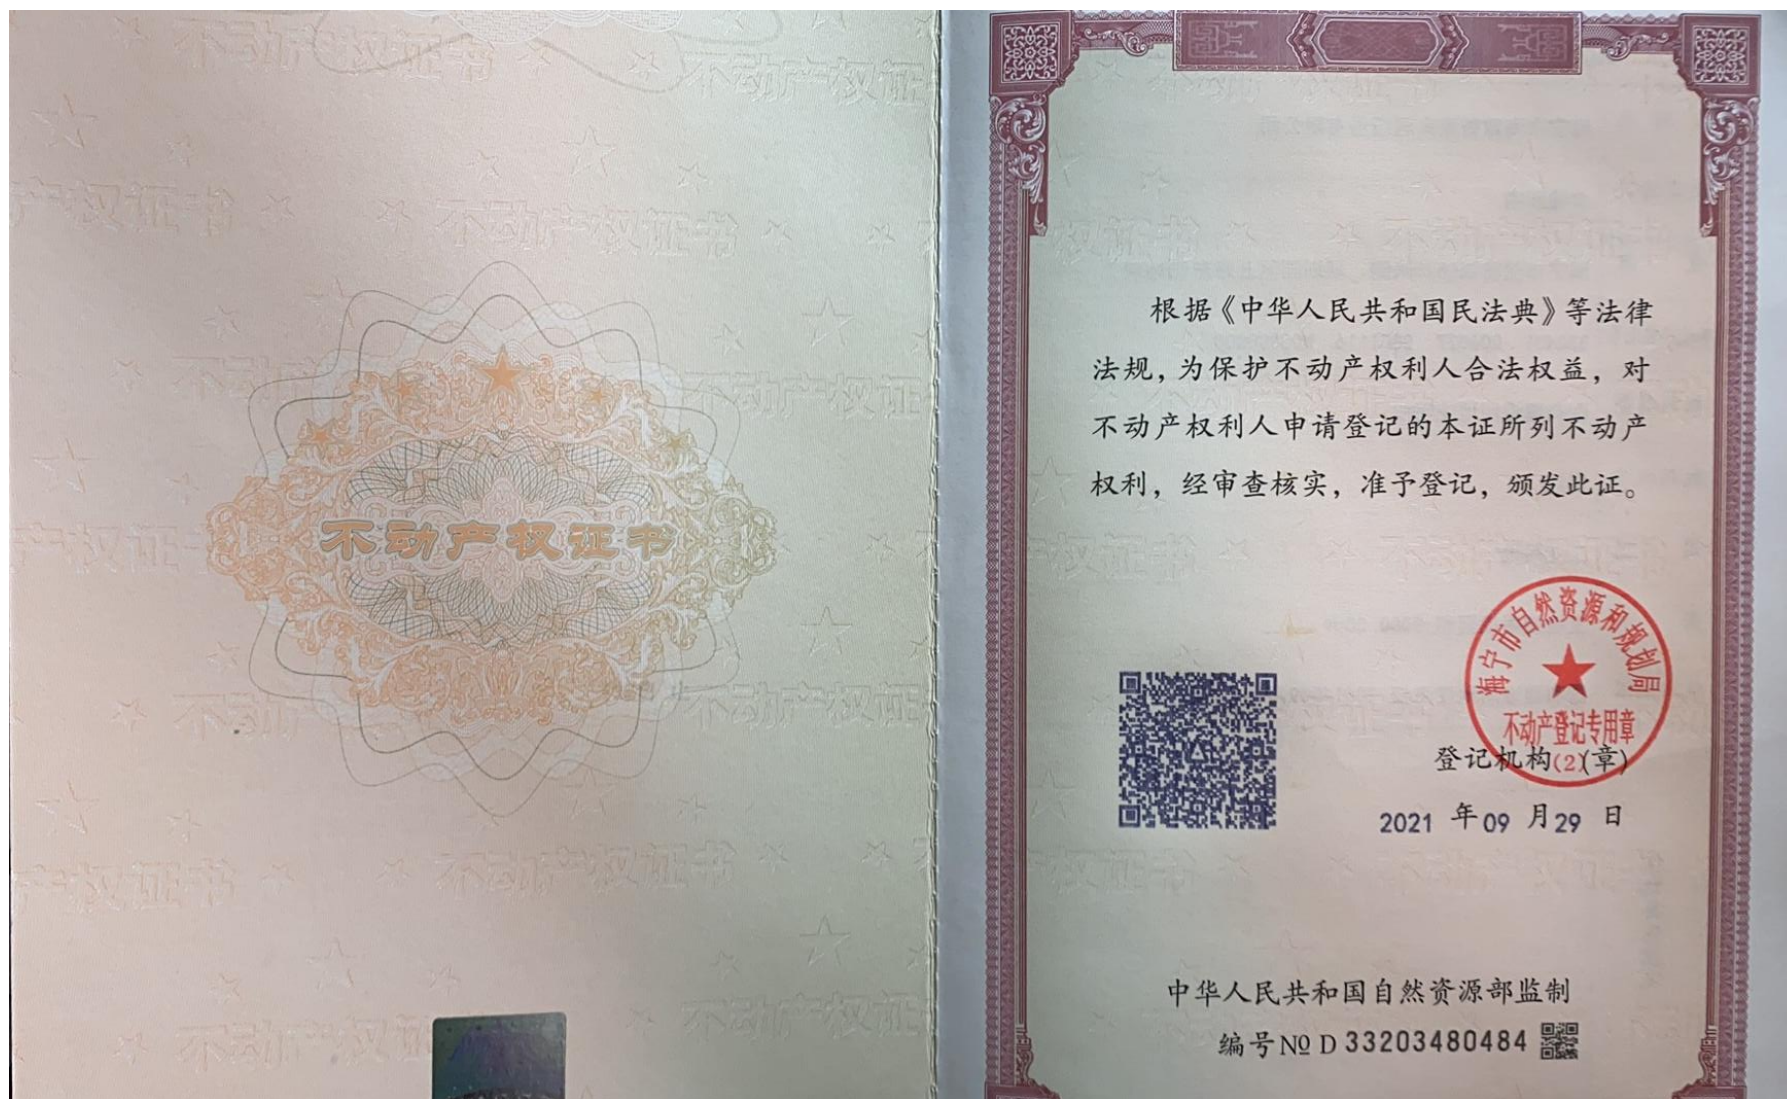 不动产权证书
根据《中华人民共和国民法典》等法律
法规，为保护不动产权利人合法权益，对
不动产权利人申请登记的本证所列不动产
权利，经审查核实，准予登记，颁发此证。
海宁市自然资源和规划局
不动产登记专用章
(2)
登记机构(章)
2021 年 09 月 29 日
中华人民共和国自然资源部监制
编号 № D 33203480484